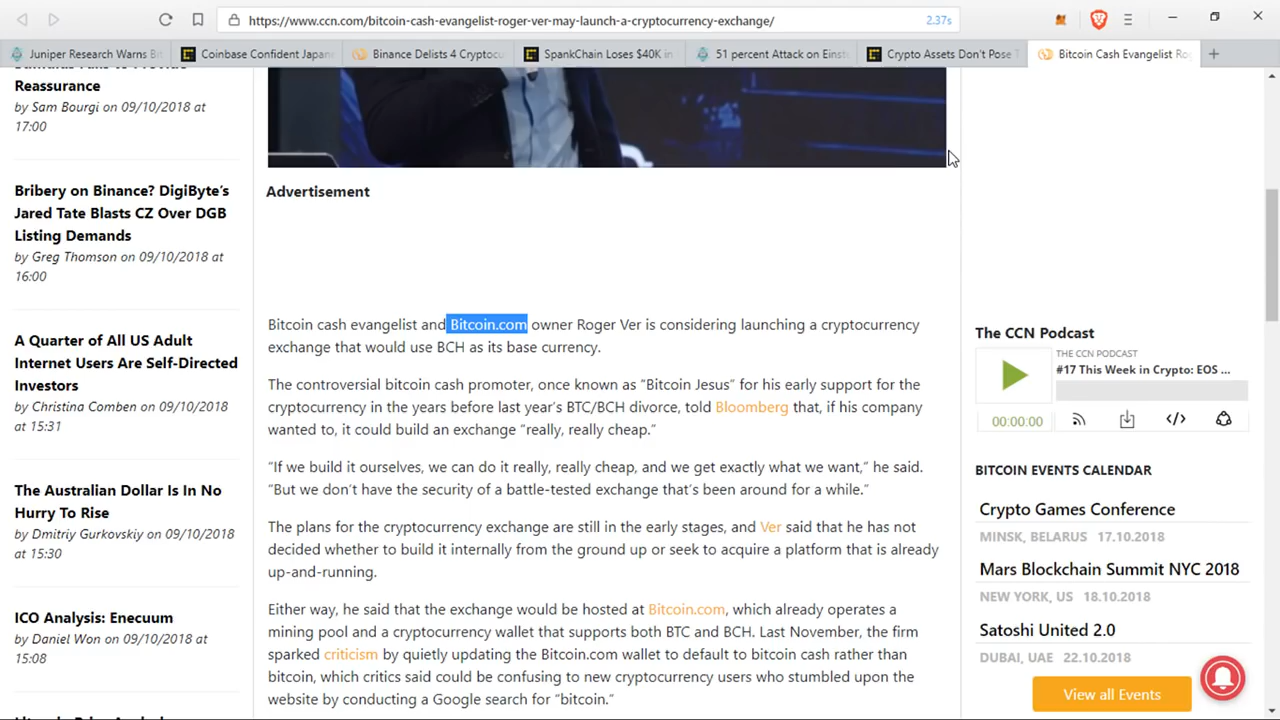 https://www.ccn.com/bitcoin-cash-evangelist-roger-ver-may-launch-a-cryptocurrency-exchange/
2.37s
Juniper Research Warns Bit
Coinbase Confident Japane
Binance Delists 4 Cryptocu
SpankChain Loses $40K in
51 percent Attack on Einst
Crypto Assets Don't Pose T
Bitcoin Cash Evangelist Rog
Reassurance
by Sam Bourgi on 09/10/2018 at
17:00
Bribery on Binance? DigiByte's
Jared Tate Blasts CZ Over DGB
Listing Demands
by Greg Thomson on 09/10/2018 at
16:00
A Quarter of All US Adult
Internet Users Are Self-Directed
Investors
by Christina Comben on 09/10/2018
at 15:31
The Australian Dollar Is In No
Hurry To Rise
by Dmitriy Gurkovskiy on 09/10/2018
at 15:30
ICO Analysis: Enecuum
by Daniel Won on 09/10/2018 at
15:08
Advertisement
Bitcoin cash evangelist and Bitcoin.com owner Roger Ver is considering launching a cryptocurrency
exchange that would use BCH as its base currency.
The controversial bitcoin cash promoter, once known as “Bitcoin Jesus” for his early support for the
cryptocurrency in the years before last year’s BTC/BCH divorce, told Bloomberg that, if his company
wanted to, it could build an exchange “really, really cheap.”
“If we build it ourselves, we can do it really, really cheap, and we get exactly what we want,” he said.
“But we don’t have the security of a battle-tested exchange that’s been around for a while.”
The plans for the cryptocurrency exchange are still in the early stages, and Ver said that he has not
decided whether to build it internally from the ground up or seek to acquire a platform that is already
up-and-running.
Either way, he said that the exchange would be hosted at Bitcoin.com, which already operates a
mining pool and a cryptocurrency wallet that supports both BTC and BCH. Last November, the firm
sparked criticism by quietly updating the Bitcoin.com wallet to default to bitcoin cash rather than
bitcoin, which critics said could be confusing to new cryptocurrency users who stumbled upon the
website by conducting a Google search for “bitcoin.”
The CCN Podcast
THE CCN PODCAST
#17 This Week in Crypto: EOS ...
00:00:00
BITCOIN EVENTS CALENDAR
Crypto Games Conference
MINSK, BELARUS 17.10.2018
Mars Blockchain Summit NYC 2018
NEW YORK, US 18.10.2018
Satoshi United 2.0
DUBAI, UAE 22.10.2018
View all Events